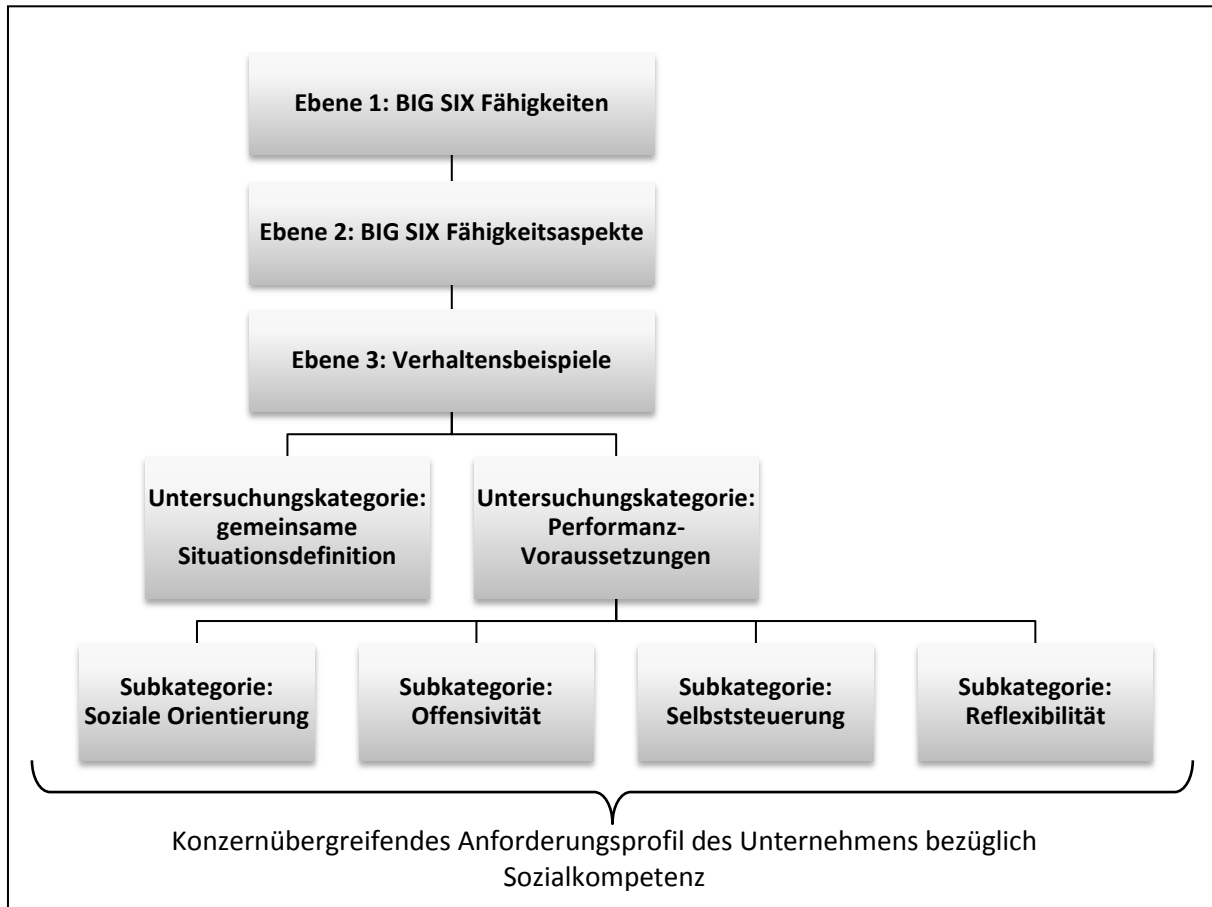 Ebene 1: BIG SIX Fähigkeiten
Ebene 2: BIG SIX Fähigkeitsaspekte
Ebene 3: Verhaltensbeispiele
Untersuchungskategorie:
gemeinsame
Situationsdefinition
Untersuchungskategorie:
Performanz-
Voraussetzungen
Subkategorie:
Soziale Orientierung
Subkategorie:
Offensivität
Subkategorie:
Selbststeuerung
Subkategorie:
Reflexibilität
Konzernübergreifendes Anforderungsprofil des Unternehmens bezüglich
Sozialkompetenz